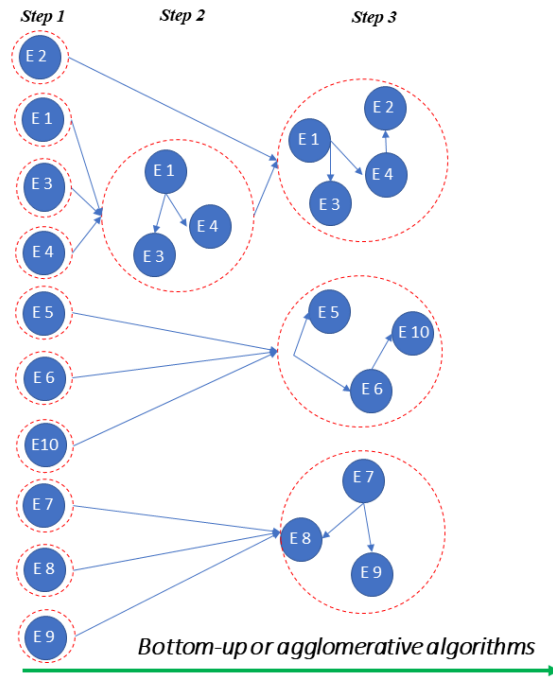 Step 1
Step 2
Step 3
E 2
E 1
E 3
E 4
E 5
E 6
E10
E 7
E 8
E 9
E 1
E 4
E 3
E 2
E 1
E 4
E 3
E 5
E 10
E 6
E 7
E 8
E 9
Bottom-up or agglomerative algorithms